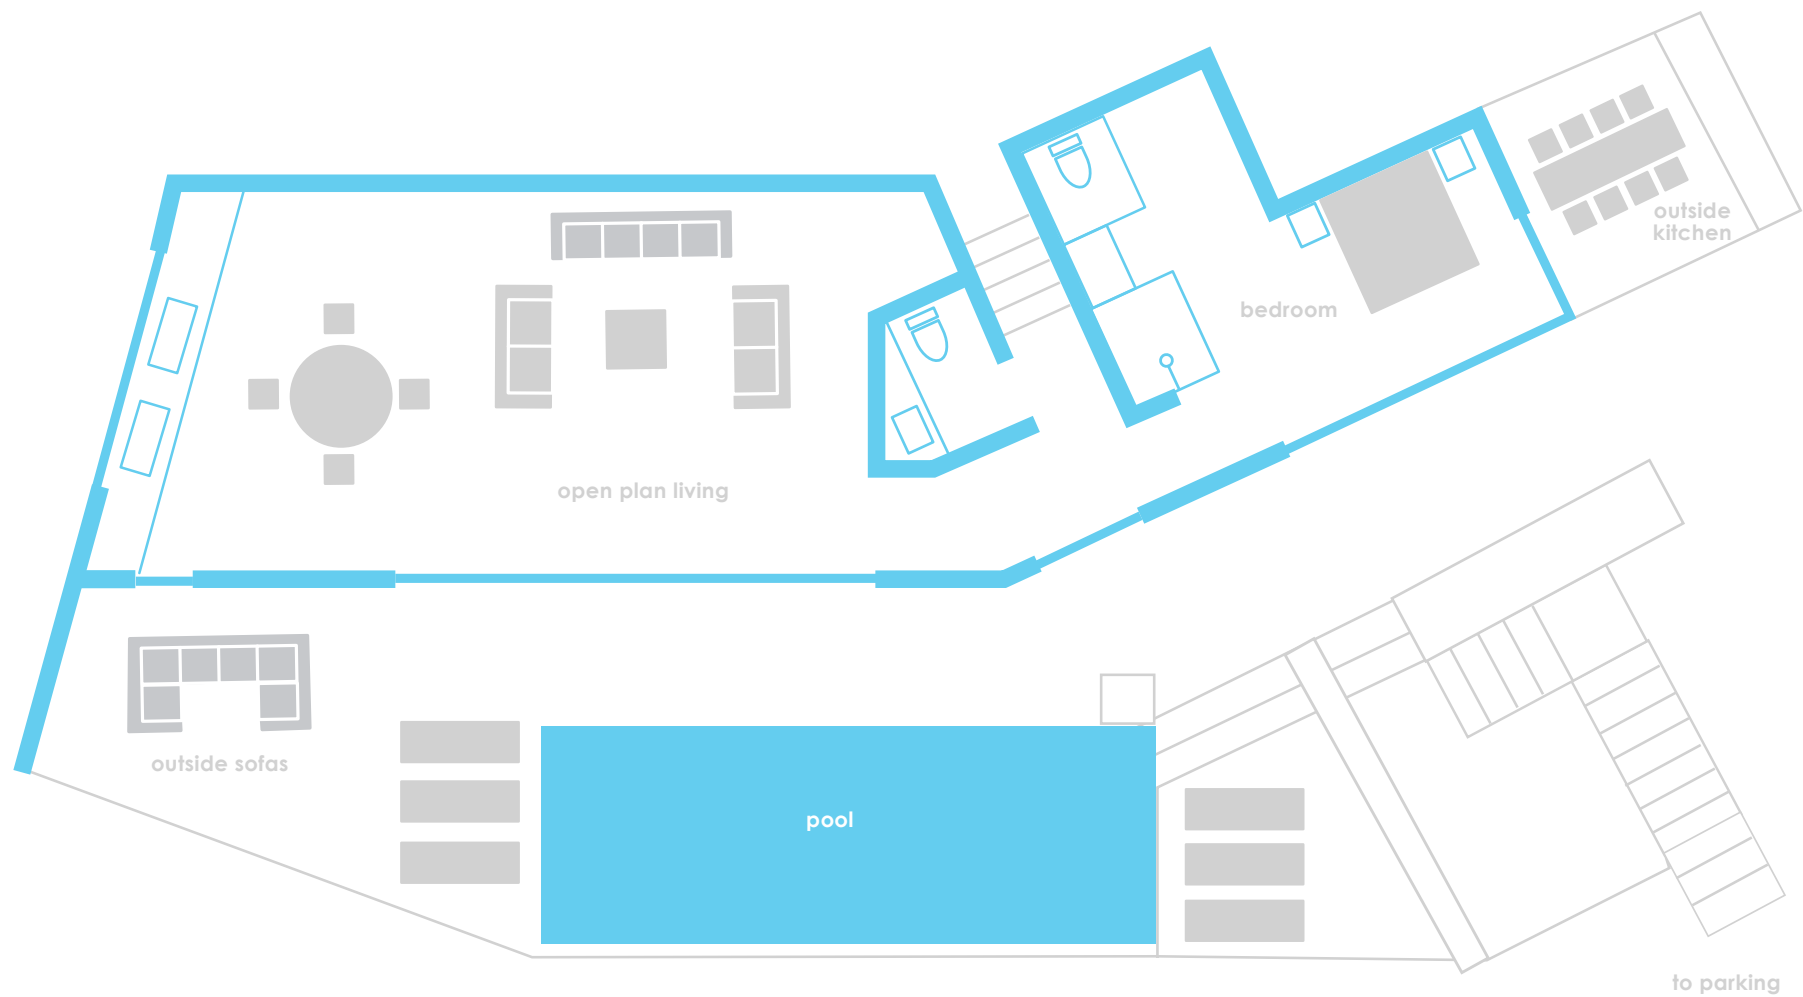 outside
kitchen
bedroom
open plan living
outside sofas
pool
to parking